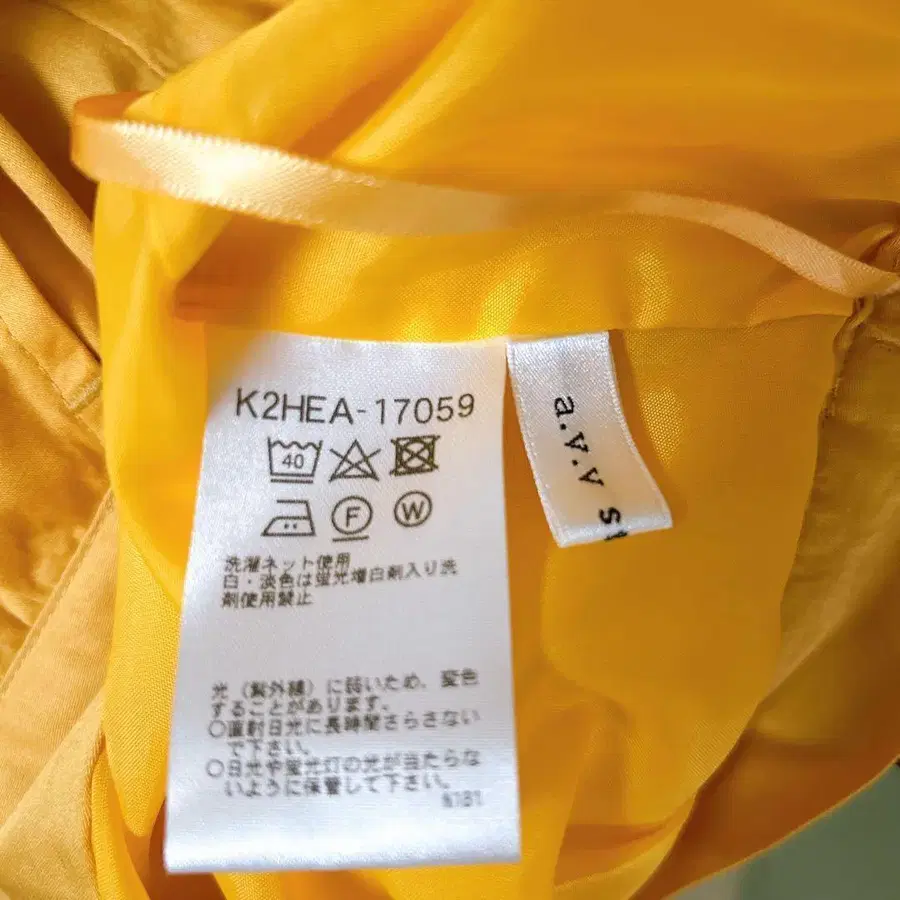 K2HEA-17059
40
F W
洗濯ネット使用
白・淡色は蛍光増白剤入り洗
剤使用禁止
光（紫外線）に弱いため、変色
することがあります。
○直射日光に長時間さらさない
で下さい。
○日光や蛍光灯の光が当たらな
いように保管して下さい。
N181
a.v.v s